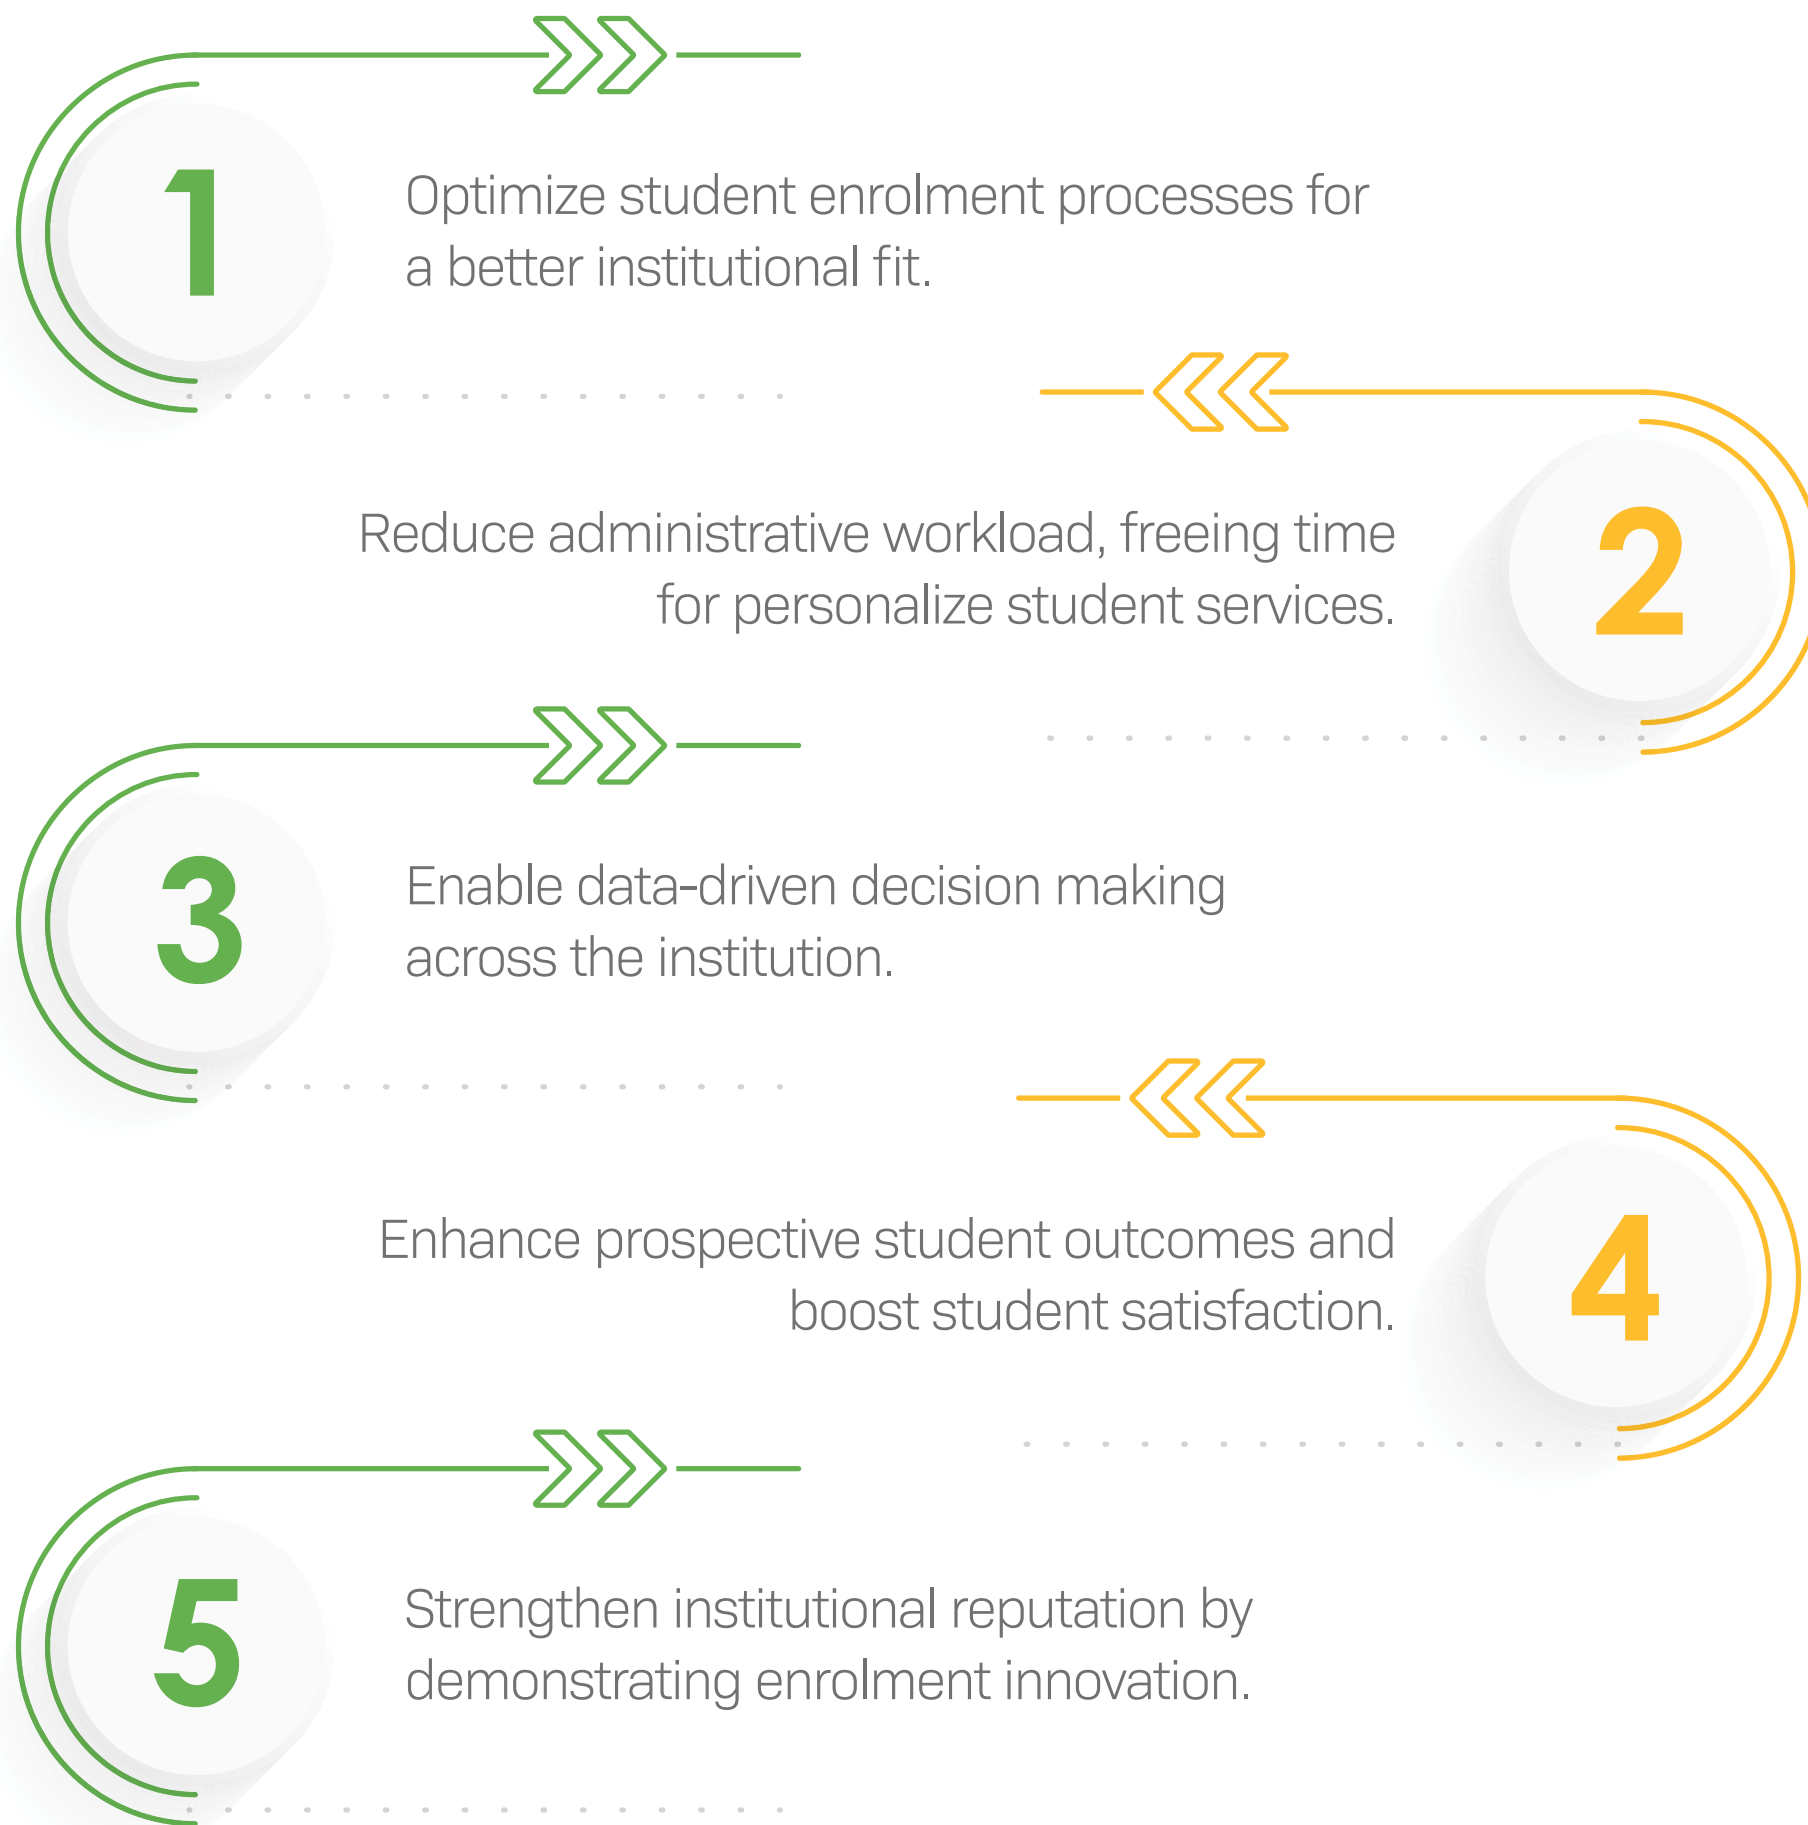 1
Optimize student enrolment processes for
a better institutional fit.
Reduce administrative workload, freeing time
for personalize student services.
2
3
Enable data-driven decision making
across the institution.
Enhance prospective student outcomes and
boost student satisfaction.
4
5
Strengthen institutional reputation by
demonstrating enrolment innovation.